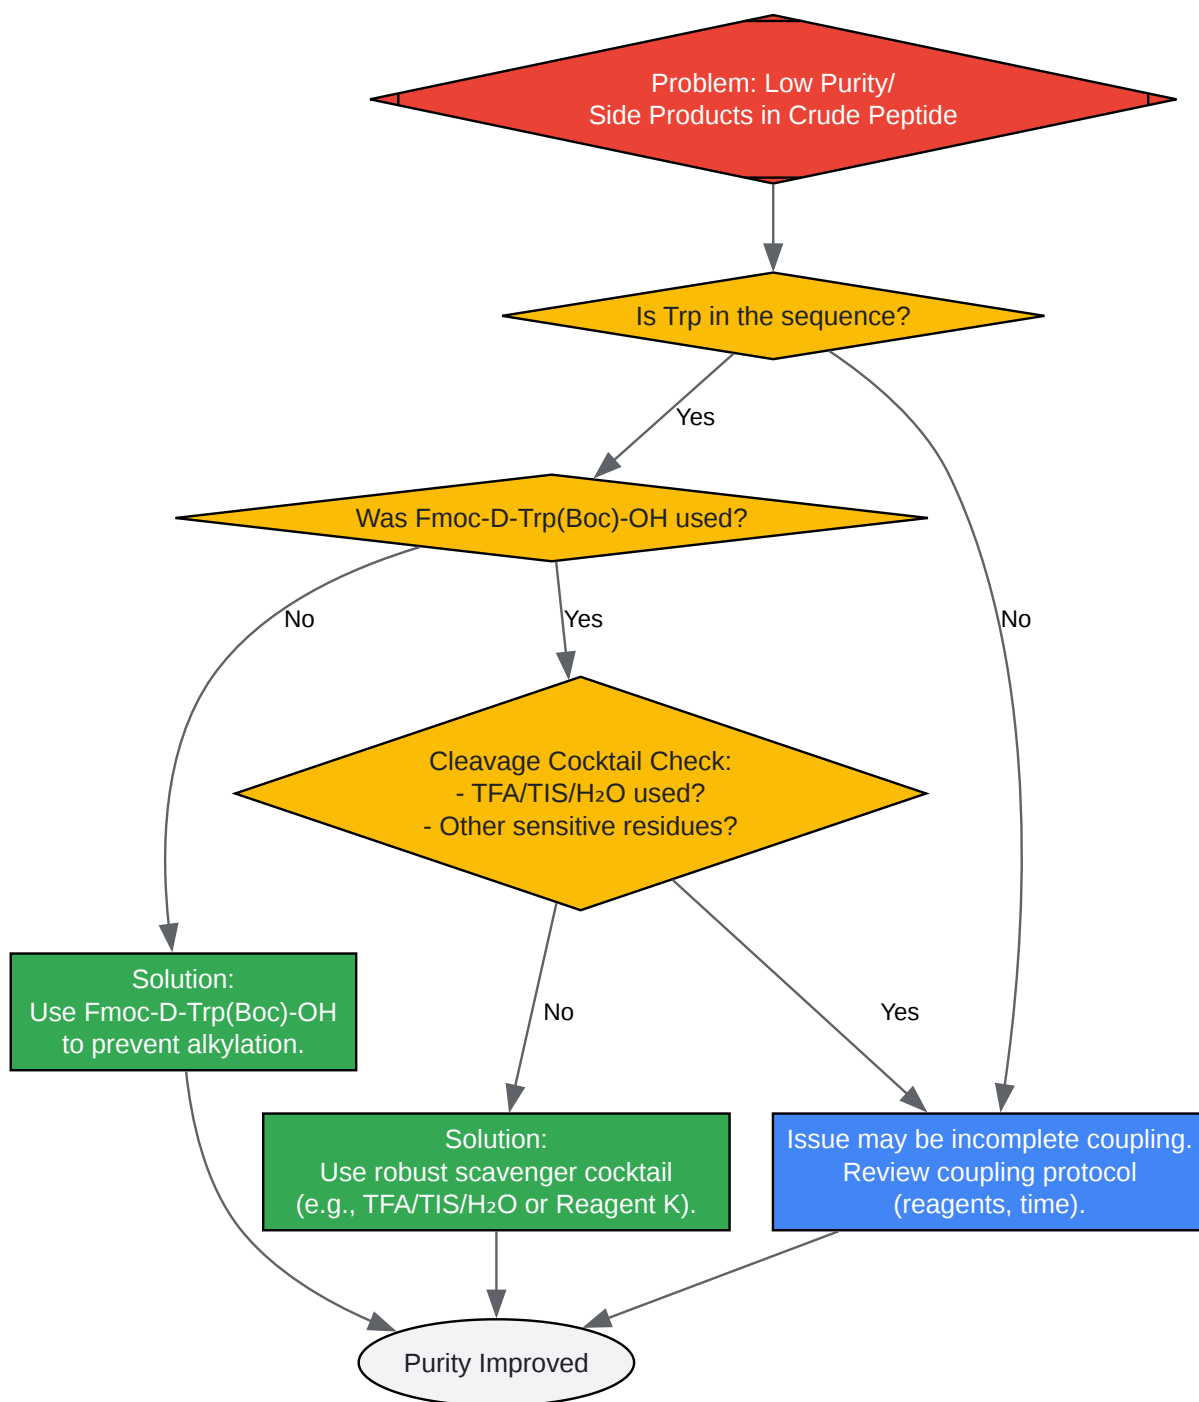 Problem: Low Purity/
Side Products in Crude Peptide
Is Trp in the sequence?
Yes
Was Fmoc-D-Trp(Boc)-OH used?
No
Yes
No
Cleavage Cocktail Check:
- TFA/TIS/H₂O used?
- Other sensitive residues?
Solution:
Use Fmoc-D-Trp(Boc)-OH
to prevent alkylation.
No
Yes
Solution:
Use robust scavenger cocktail
(e.g., TFA/TIS/H₂O or Reagent K).
Issue may be incomplete coupling.
Review coupling protocol
(reagents, time).
Purity Improved